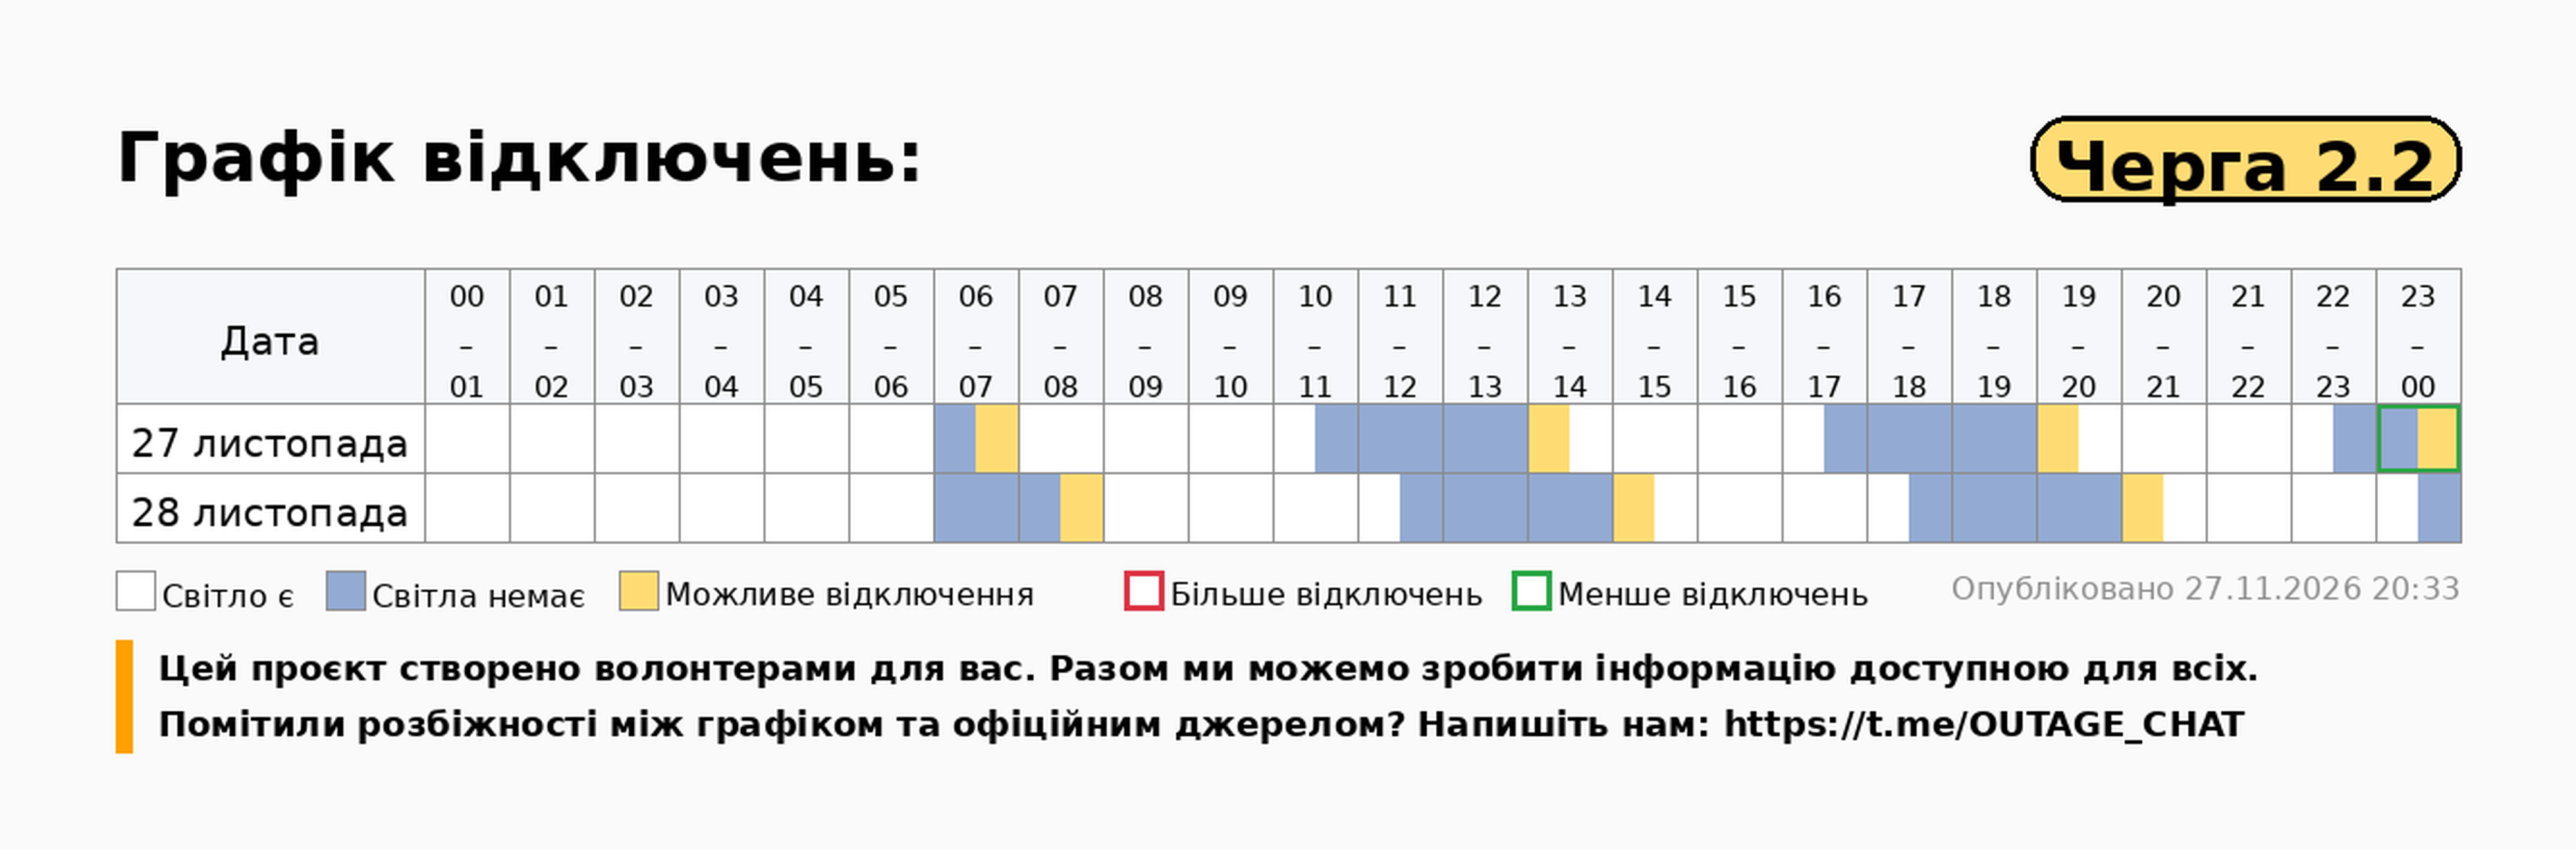 Графік відключень:
Черга 2.2
Дата
00 – 01
01 – 02
02 – 03
03 – 04
04 – 05
05 – 06
06 – 07
07 – 08
08 – 09
09 – 10
10 – 11
11 – 12
12 – 13
13 – 14
14 – 15
15 – 16
16 – 17
17 – 18
18 – 19
19 – 20
20 – 21
21 – 22
22 – 23
23 – 00
27 листопада
28 листопада
Світло є
Світла немає
Можливе відключення
Більше відключень
Менше відключень
Опубліковано 27.11.2026 20:33
Цей проєкт створено волонтерами для вас. Разом ми можемо зробити інформацію доступною для всіх.
Помітили розбіжності між графіком та офіційним джерелом? Напишіть нам: https://t.me/OUTAGE_CHAT